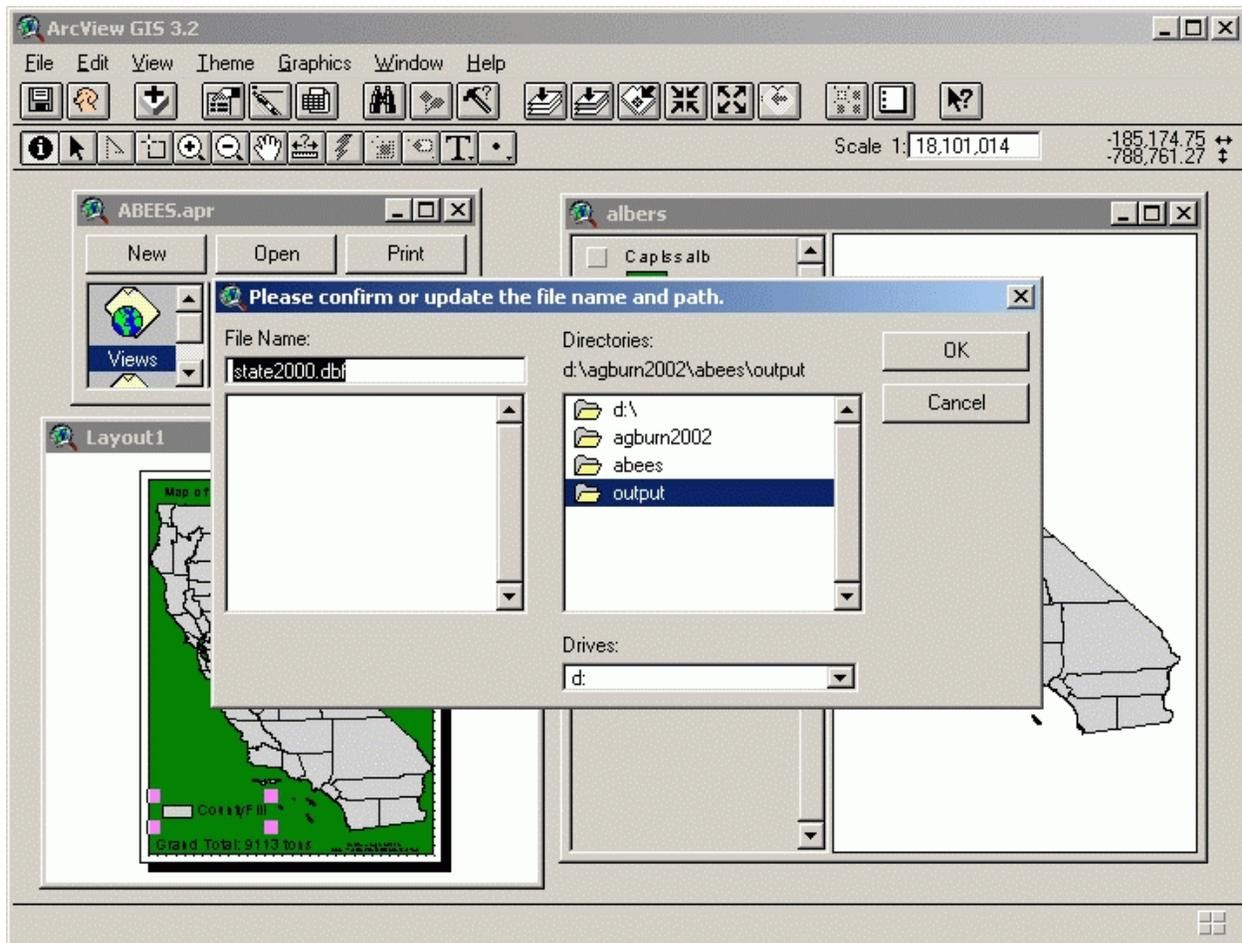 ArcView GIS 3.2
File Edit View Theme Graphics Window Help
Scale 1: 18,101,014
-185,174.75
-788,761.27
ABEES.apr
New Open Print
Views
albers
Caplssalb
Please confirm or update the file name and path.
File Name:
state2000.dbf
Directories:
d:\agburn2002\abees\output
d:\
agburn2002
abees
output
OK
Cancel
Drives:
d:
Layout1
Map of
County Fill
Grand Total: 9113 tons